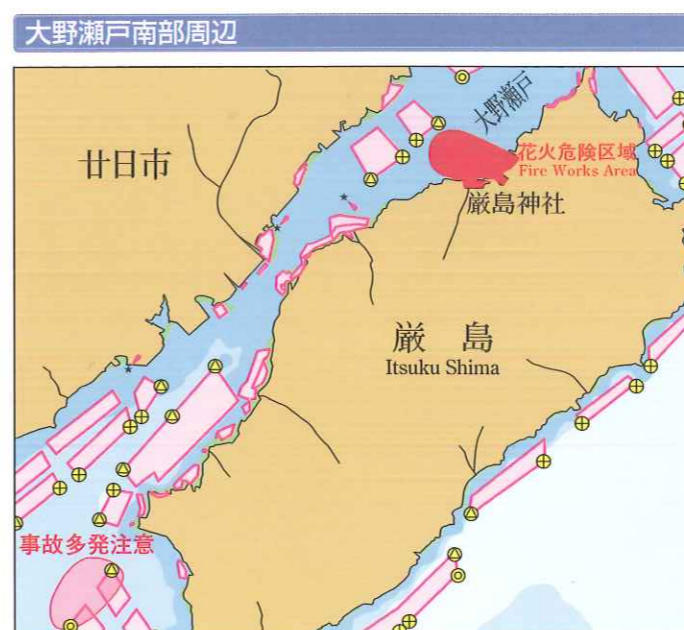 大野瀬戸南部周辺
大野瀬戸
廿日市
花火危険区域
Fire Works Area
厳島神社
厳 島
Itsuku Shima
事故多発注意